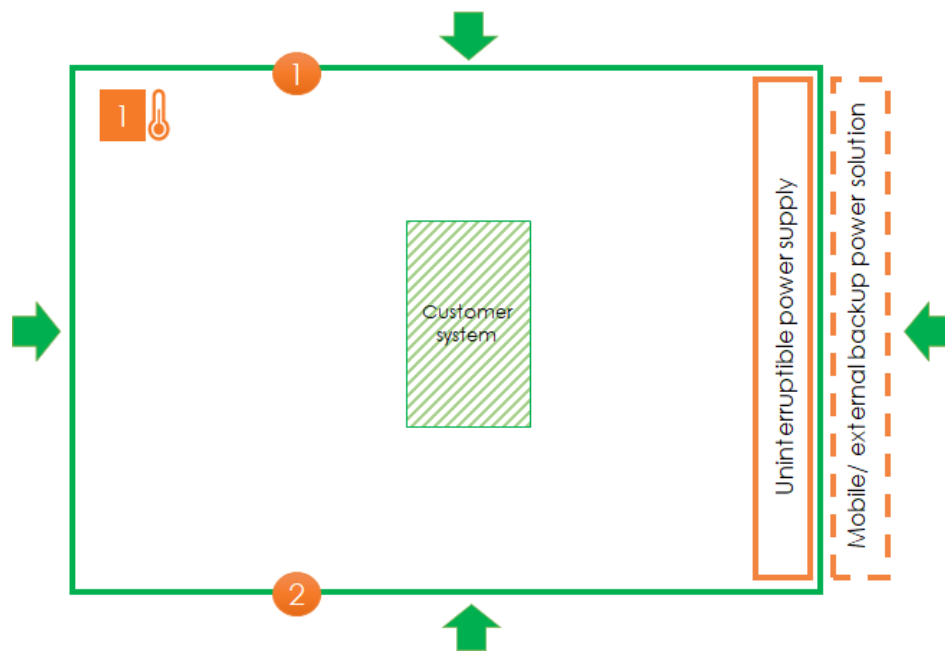 1
1
Customer
system
Uninterruptible power supply
Mobile/ external backup power solution
2